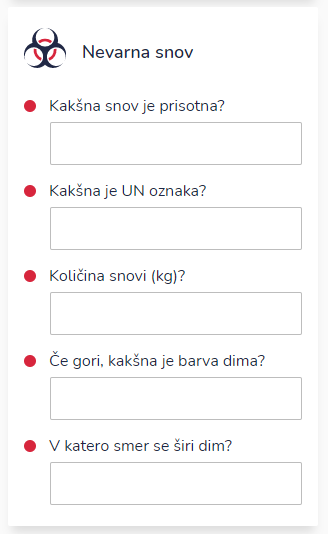 Nevarna snov
Kakšna snov je prisotna?
Kakšna je UN oznaka?
Količina snovi (kg)?
Če gori, kakšna je barva dima?
V katero smer se širi dim?